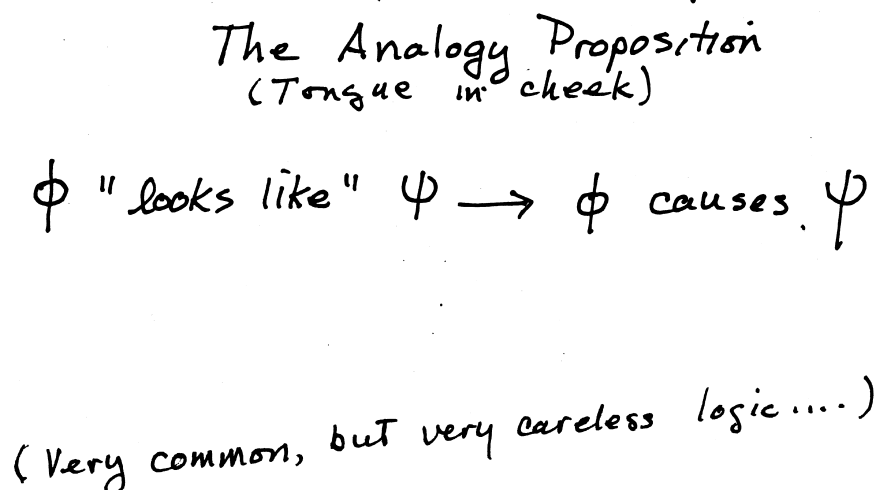 The Analogy Proposition
(Tongue in cheek)
φ "looks like" ψ → φ causes ψ
(Very common, but very careless logic....)